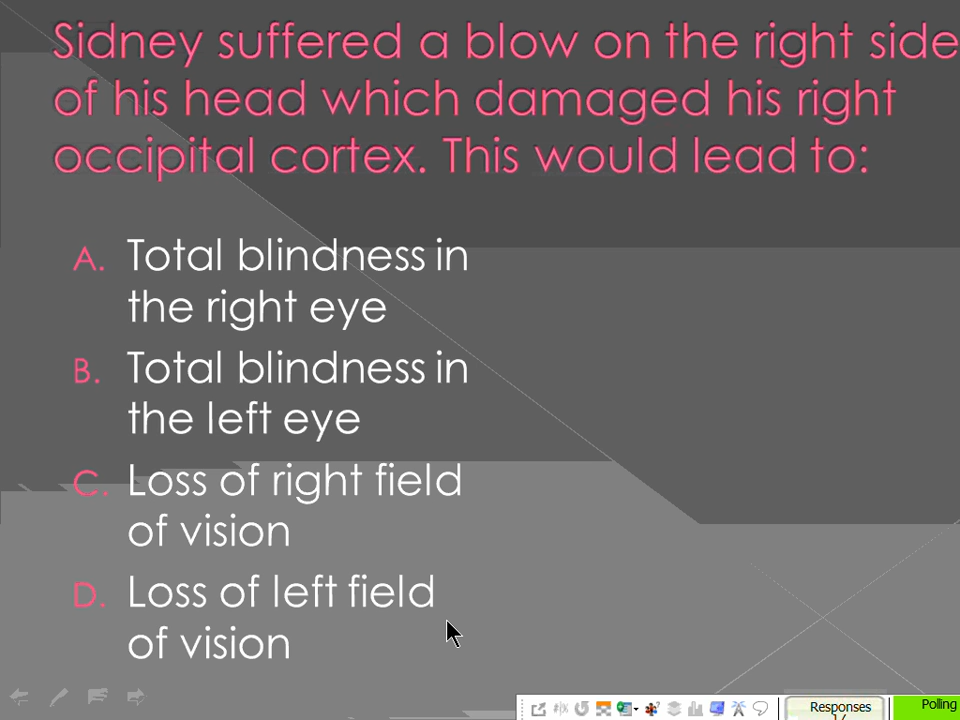 Sidney suffered a blow on the right side
of his head which damaged his right
occipital cortex. This would lead to:
A. Total blindness in
the right eye
B. Total blindness in
the left eye
C. Loss of right field
of vision
D. Loss of left field
of vision
Responses
Polling